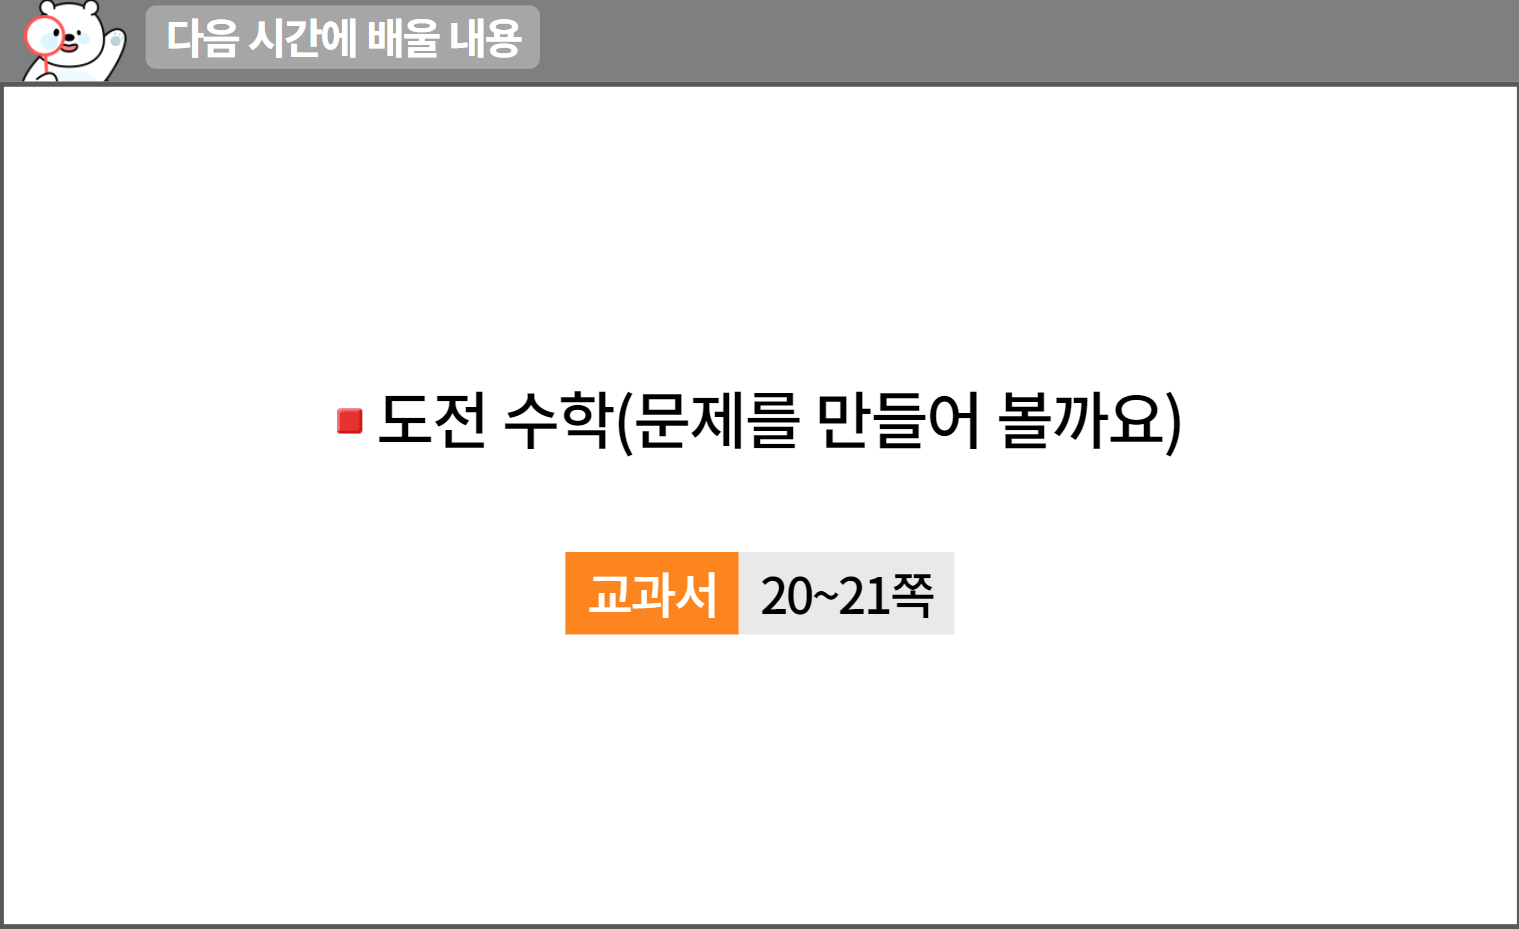 다음 시간에 배울 내용
도전 수학(문제를 만들어 볼까요)
교과서 20~21쪽